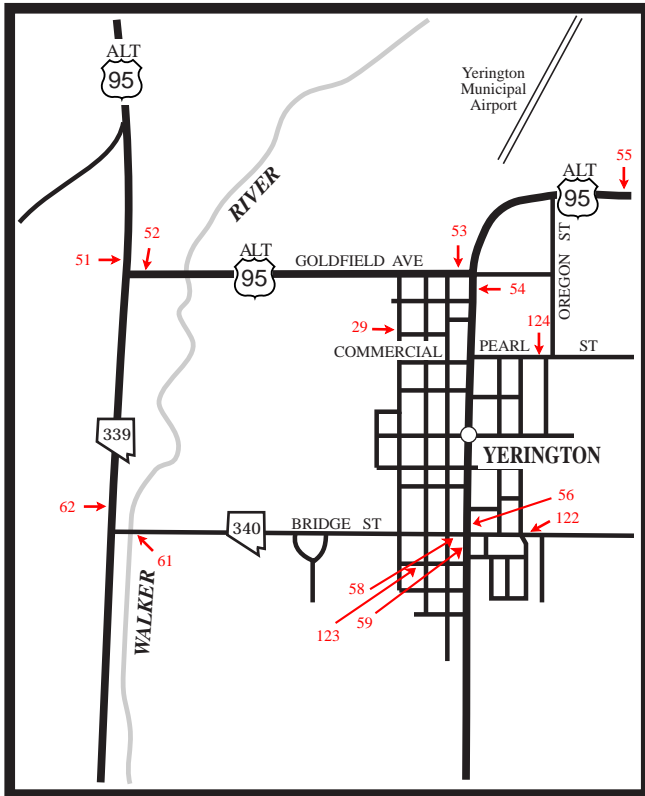 ALT
95
Yerington
Municipal
Airport
ALT
95
55
RIVER
OREGON ST
53
52
51
ALT
95
GOLDFIELD AVE
54
29
124
COMMERCIAL
PEARL ST
339
YERINGTON
62
56
122
340
BRIDGE ST
61
58
59
123
WALKER